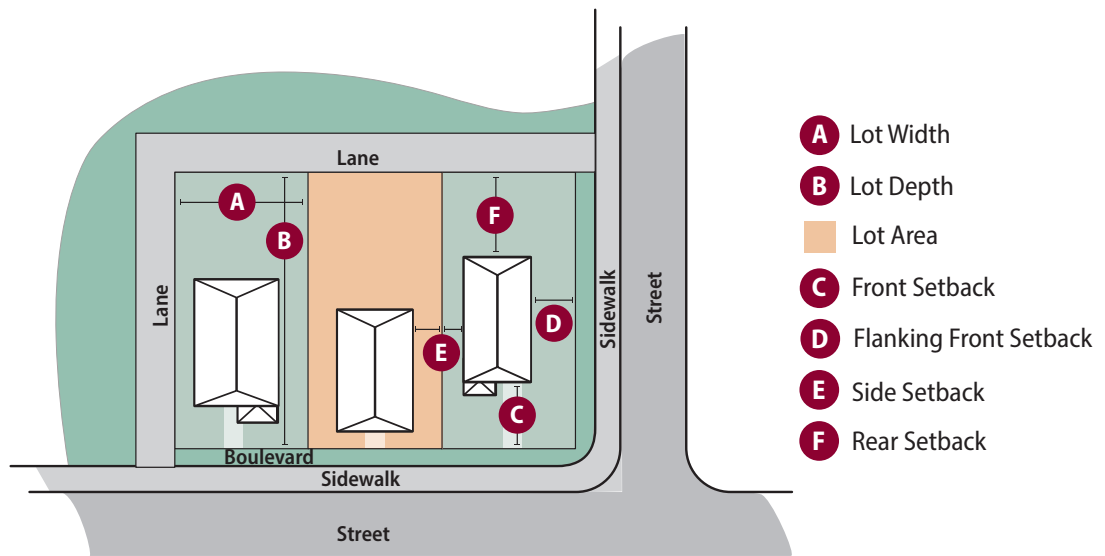 Lane
A
B
F
Lane
Sidewalk
Street
D
E
C
Boulevard
Sidewalk
Street
A Lot Width
B Lot Depth
Lot Area
C Front Setback
D Flanking Front Setback
E Side Setback
F Rear Setback